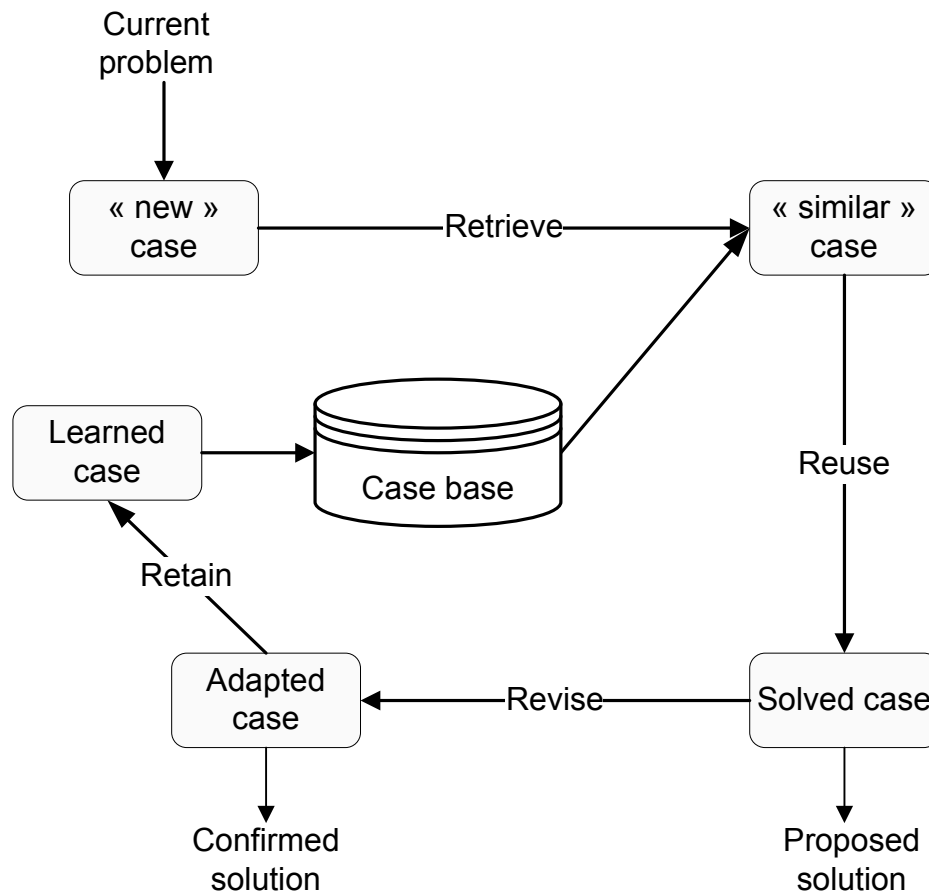 Current
problem
« new »
case
Retrieve
« similar »
case
Learned
case
Case base
Reuse
Retain
Adapted
case
Revise
Solved case
Confirmed
solution
Proposed
solution